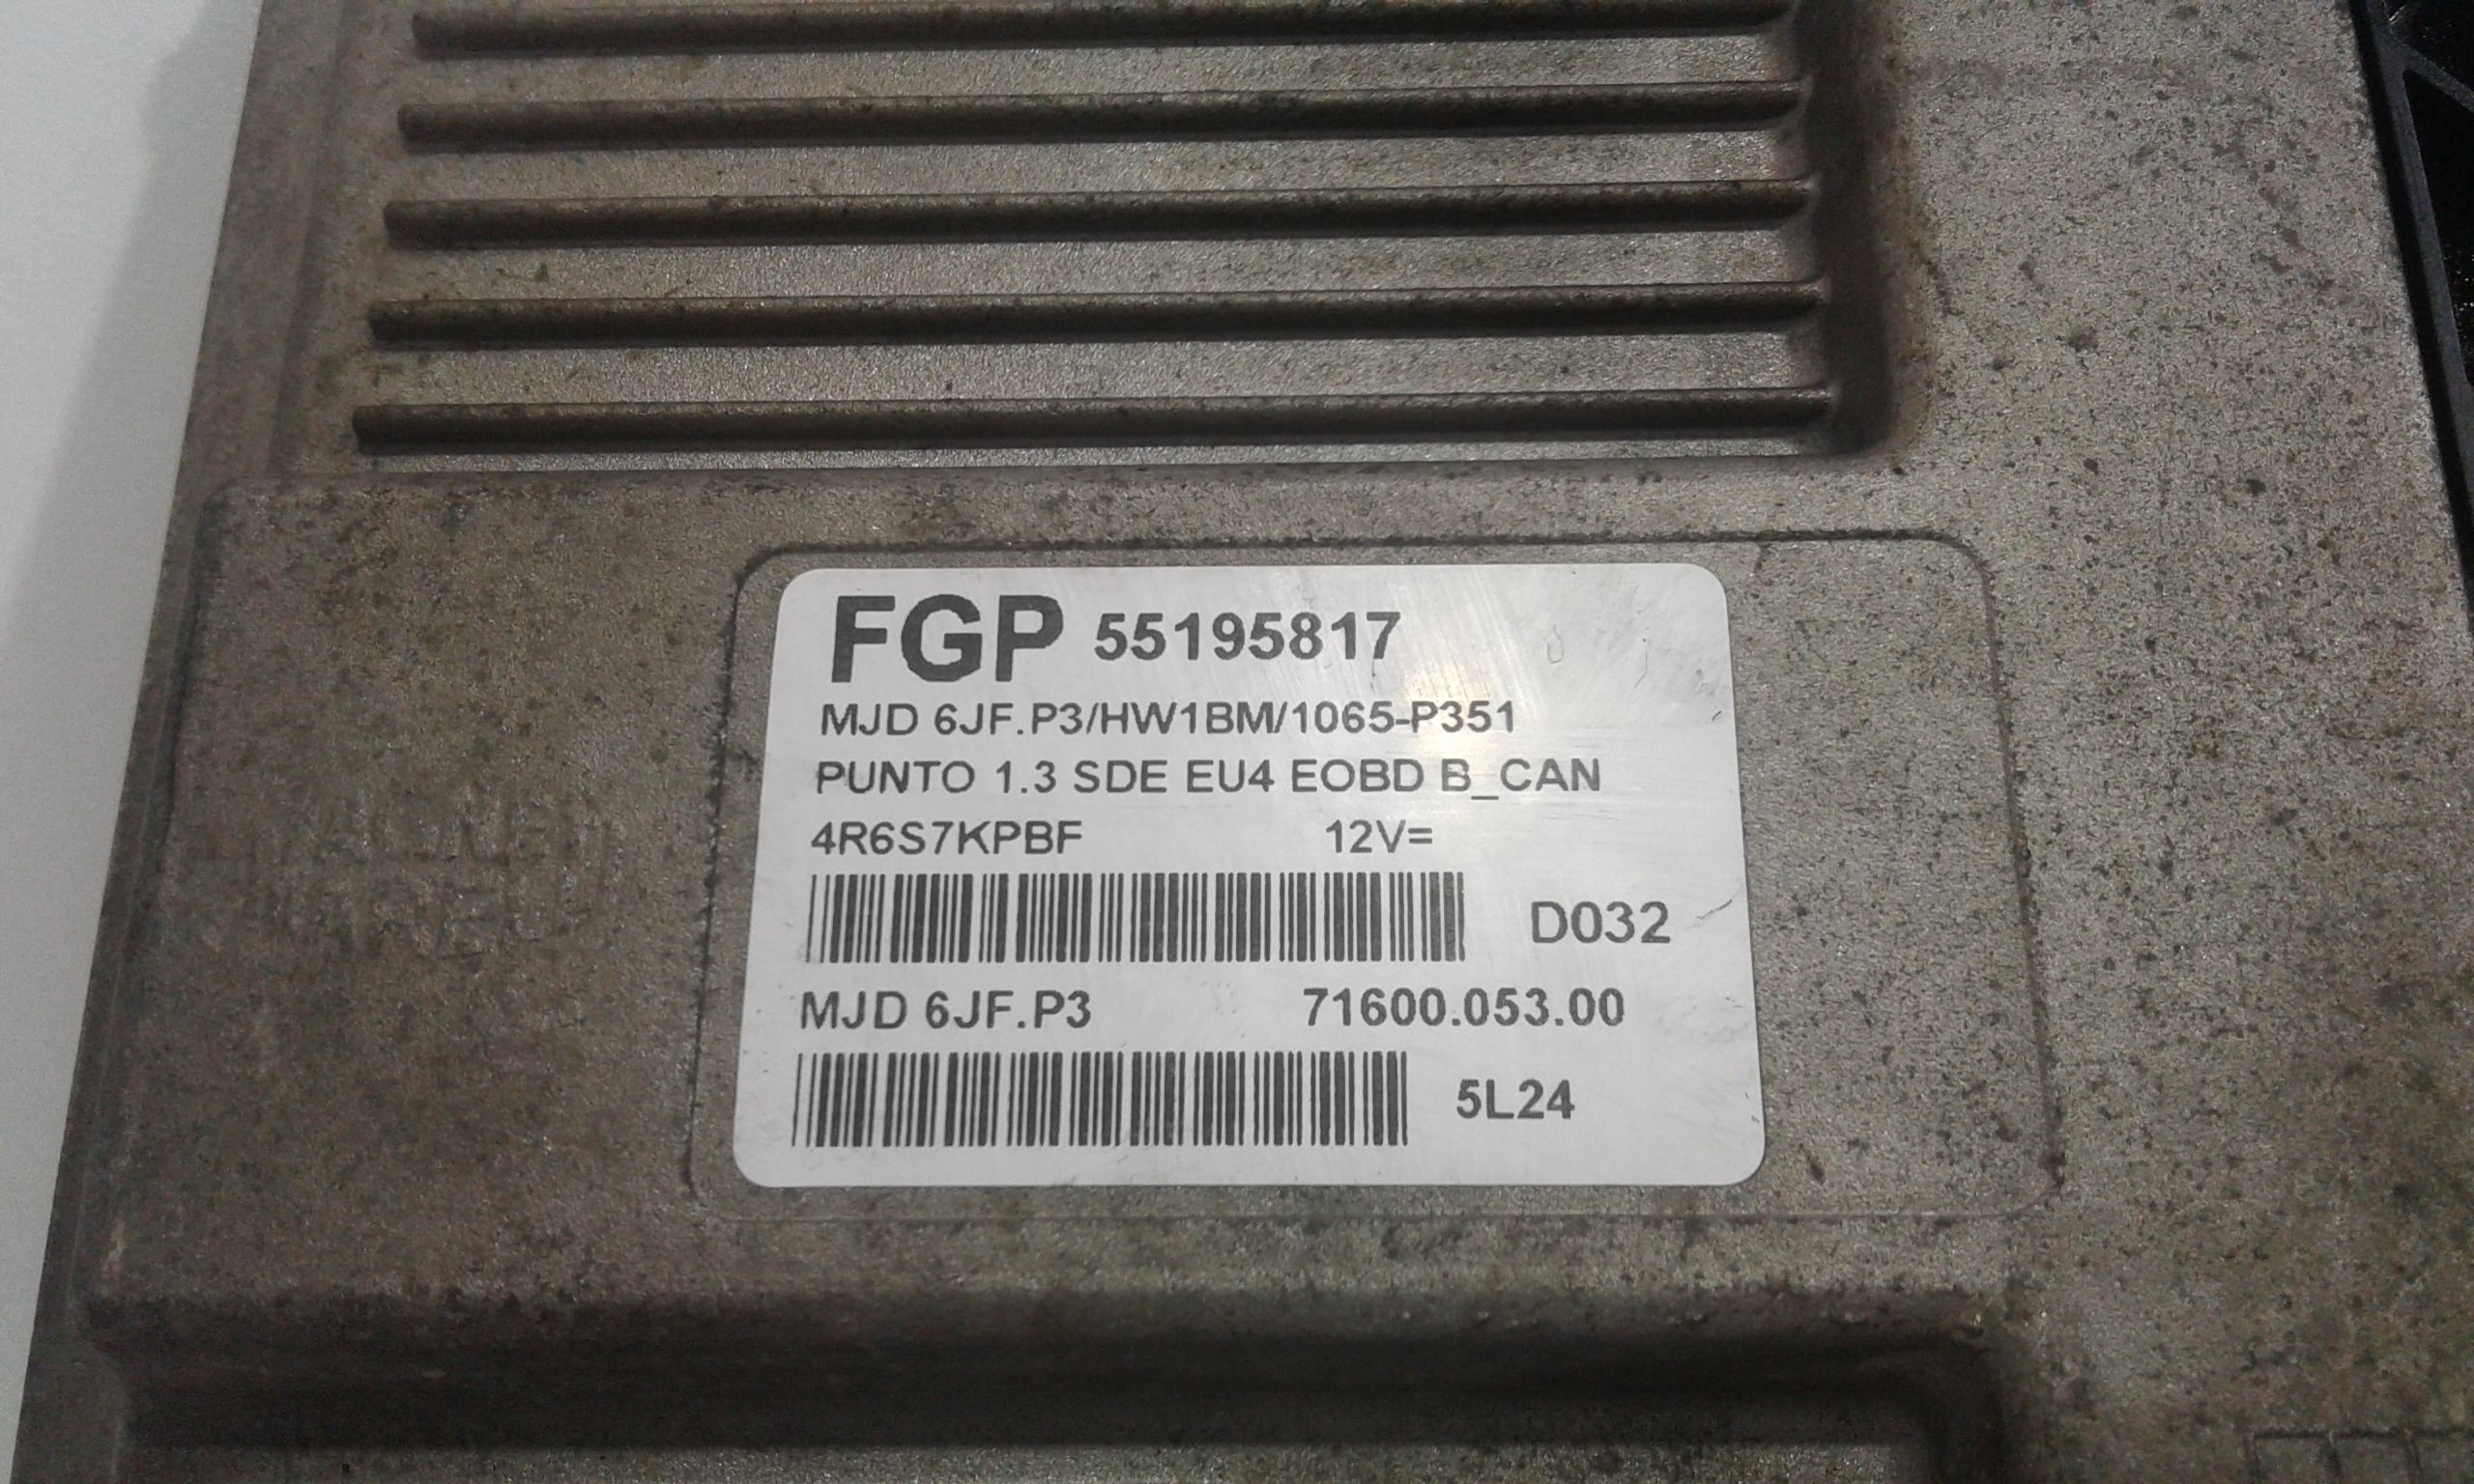 FGP 55195817
MJD 6JF.P3/HW1BM/1065-P351
PUNTO 1.3 SDE EU4 EOBD B_CAN
4R6S7KPBF 12V=
D032
MJD 6JF.P3 71600.053.00
5L24